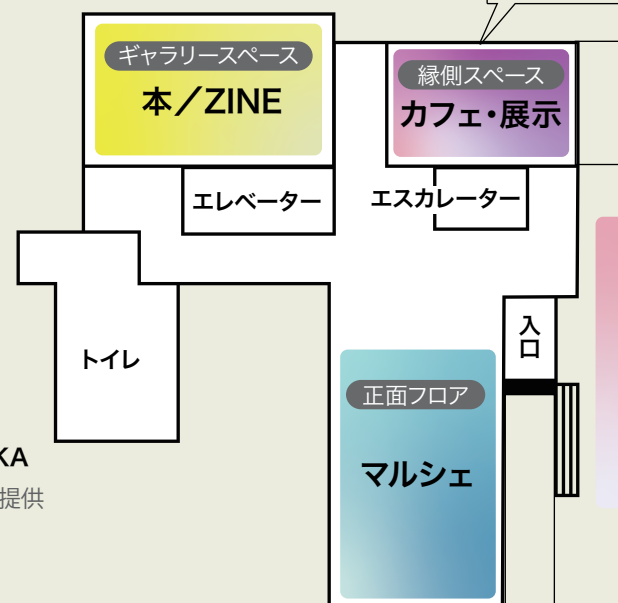 ギャラリースペース
本／ZINE
縁側スペース
カフェ・展示
エレベーター
エスカレーター
入口
トイレ
正面フロア
マルシェ
KA
提供